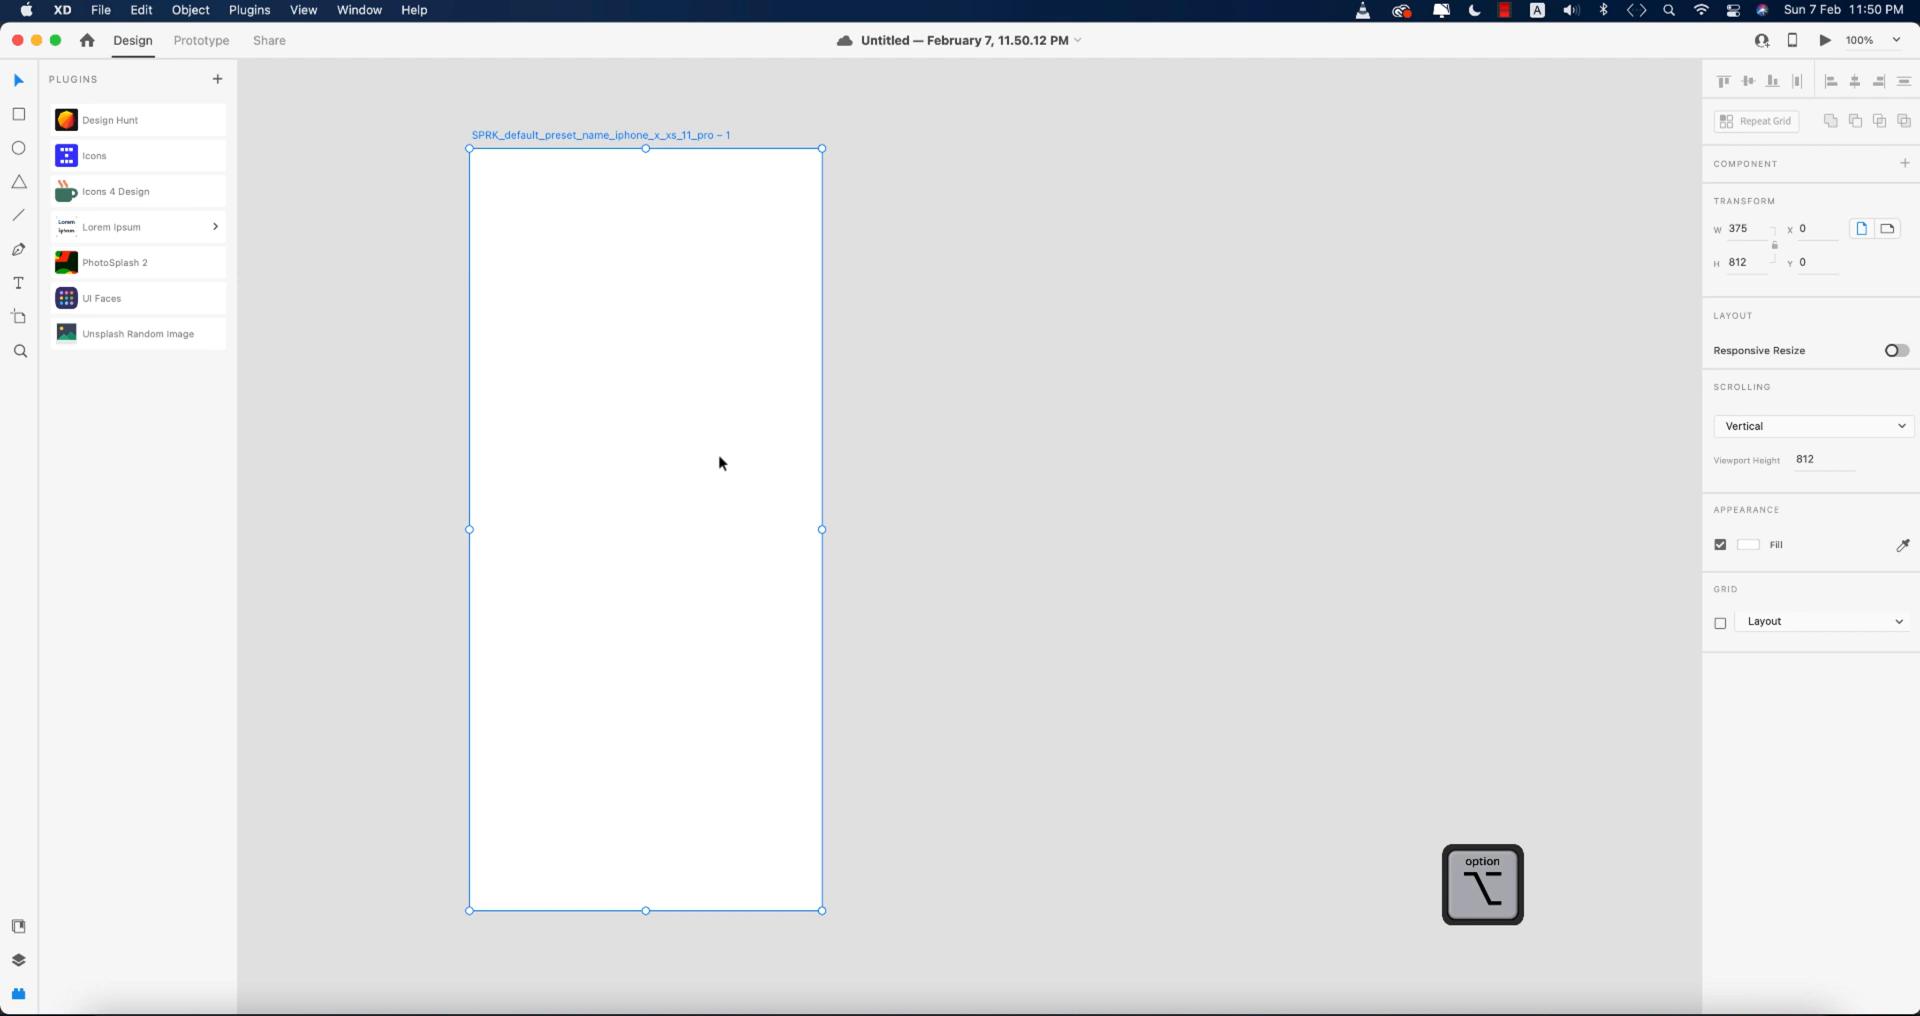 XD File Edit Object Plugins View Window Help
A Sun 7 Feb 11:50 PM
Design Prototype Share
Untitled — February 7, 11.50.12 PM
100%
PLUGINS +
Design Hunt
Icons
Icons 4 Design
Lorem Ipsum Lorem Ipsum
PhotoSplash 2
UI Faces
Unsplash Random Image
T
SPRK_default_preset_name_iphone_x_xs_11_pro – 1
option
Repeat Grid
COMPONENT +
TRANSFORM
W 375 X 0
H 812 Y 0
LAYOUT
Responsive Resize
SCROLLING
Vertical
Viewport Height 812
APPEARANCE
Fill
GRID
Layout